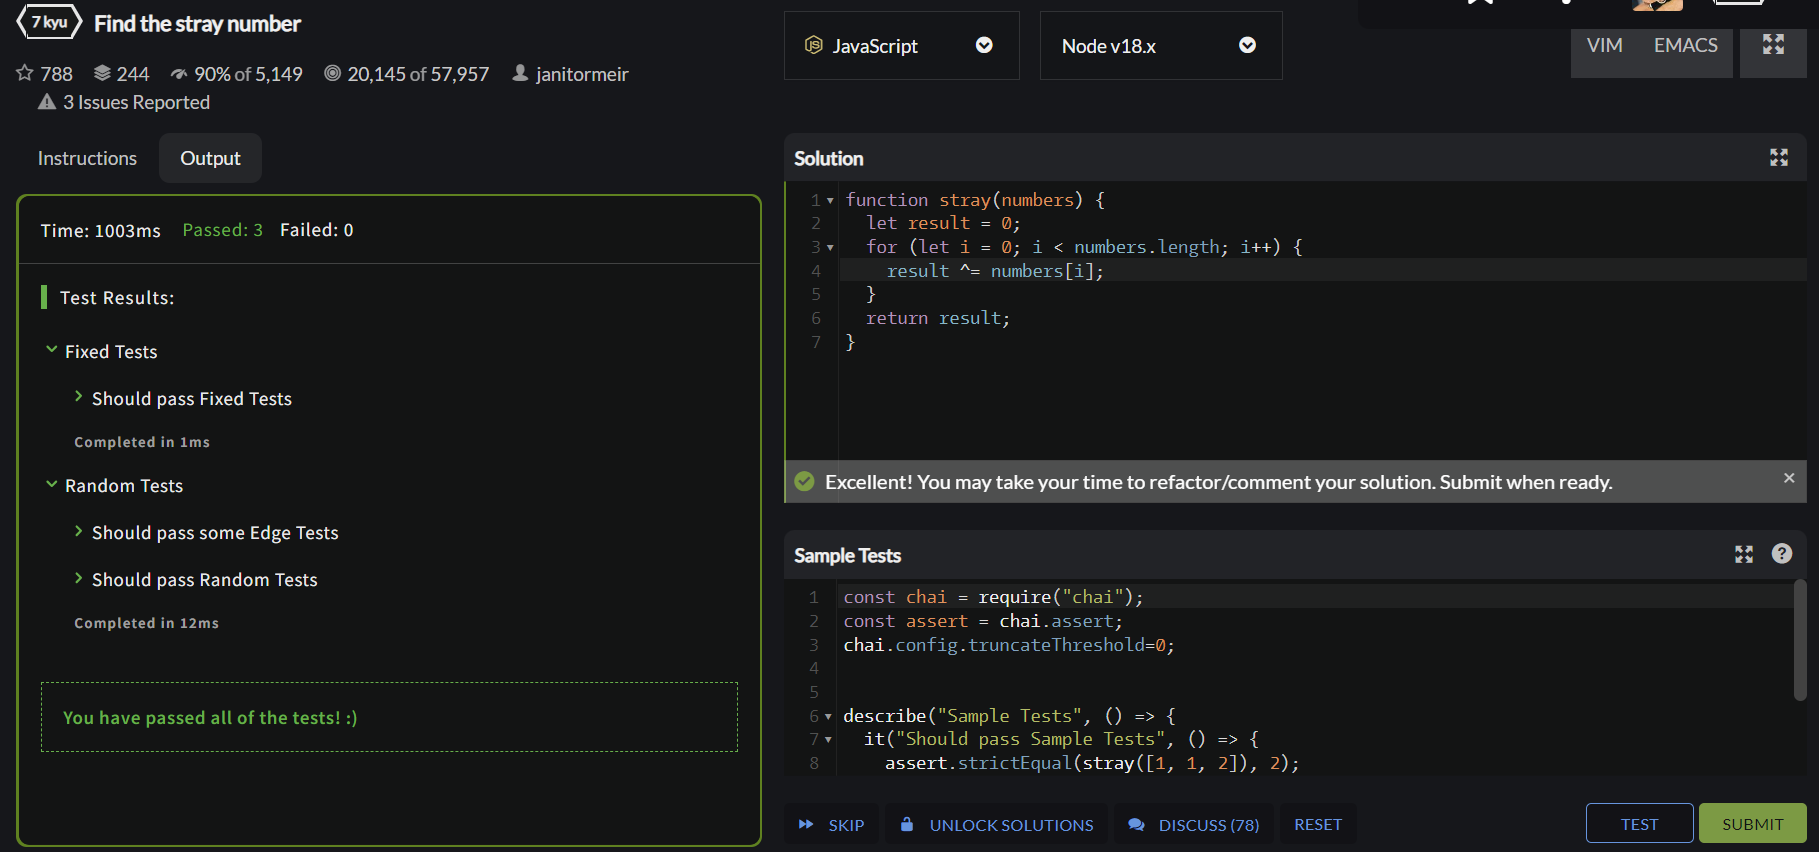 7 kyu Find the stray number
788 244 90% of 5,149 20,145 of 57,957 janitormeir
3 Issues Reported
Instructions Output
Time: 1003ms Passed: 3 Failed: 0
Test Results:
Fixed Tests
Should pass Fixed Tests
Completed in 1ms
Random Tests
Should pass some Edge Tests
Should pass Random Tests
Completed in 12ms
You have passed all of the tests! :)
JS JavaScript Node v18.x VIM EMACS
Solution
1 function stray(numbers) {
2 let result = 0;
3 for (let i = 0; i < numbers.length; i++) {
4 result ^= numbers[i];
5 }
6 return result;
7 }
Excellent! You may take your time to refactor/comment your solution. Submit when ready. ×
Sample Tests ?
1 const chai = require("chai");
2 const assert = chai.assert;
3 chai.config.truncateThreshold=0;
4
5
6 describe("Sample Tests", () => {
7 it("Should pass Sample Tests", () => {
8 assert.strictEqual(stray([1, 1, 2]), 2);
SKIP UNLOCK SOLUTIONS DISCUSS (78) RESET TEST SUBMIT